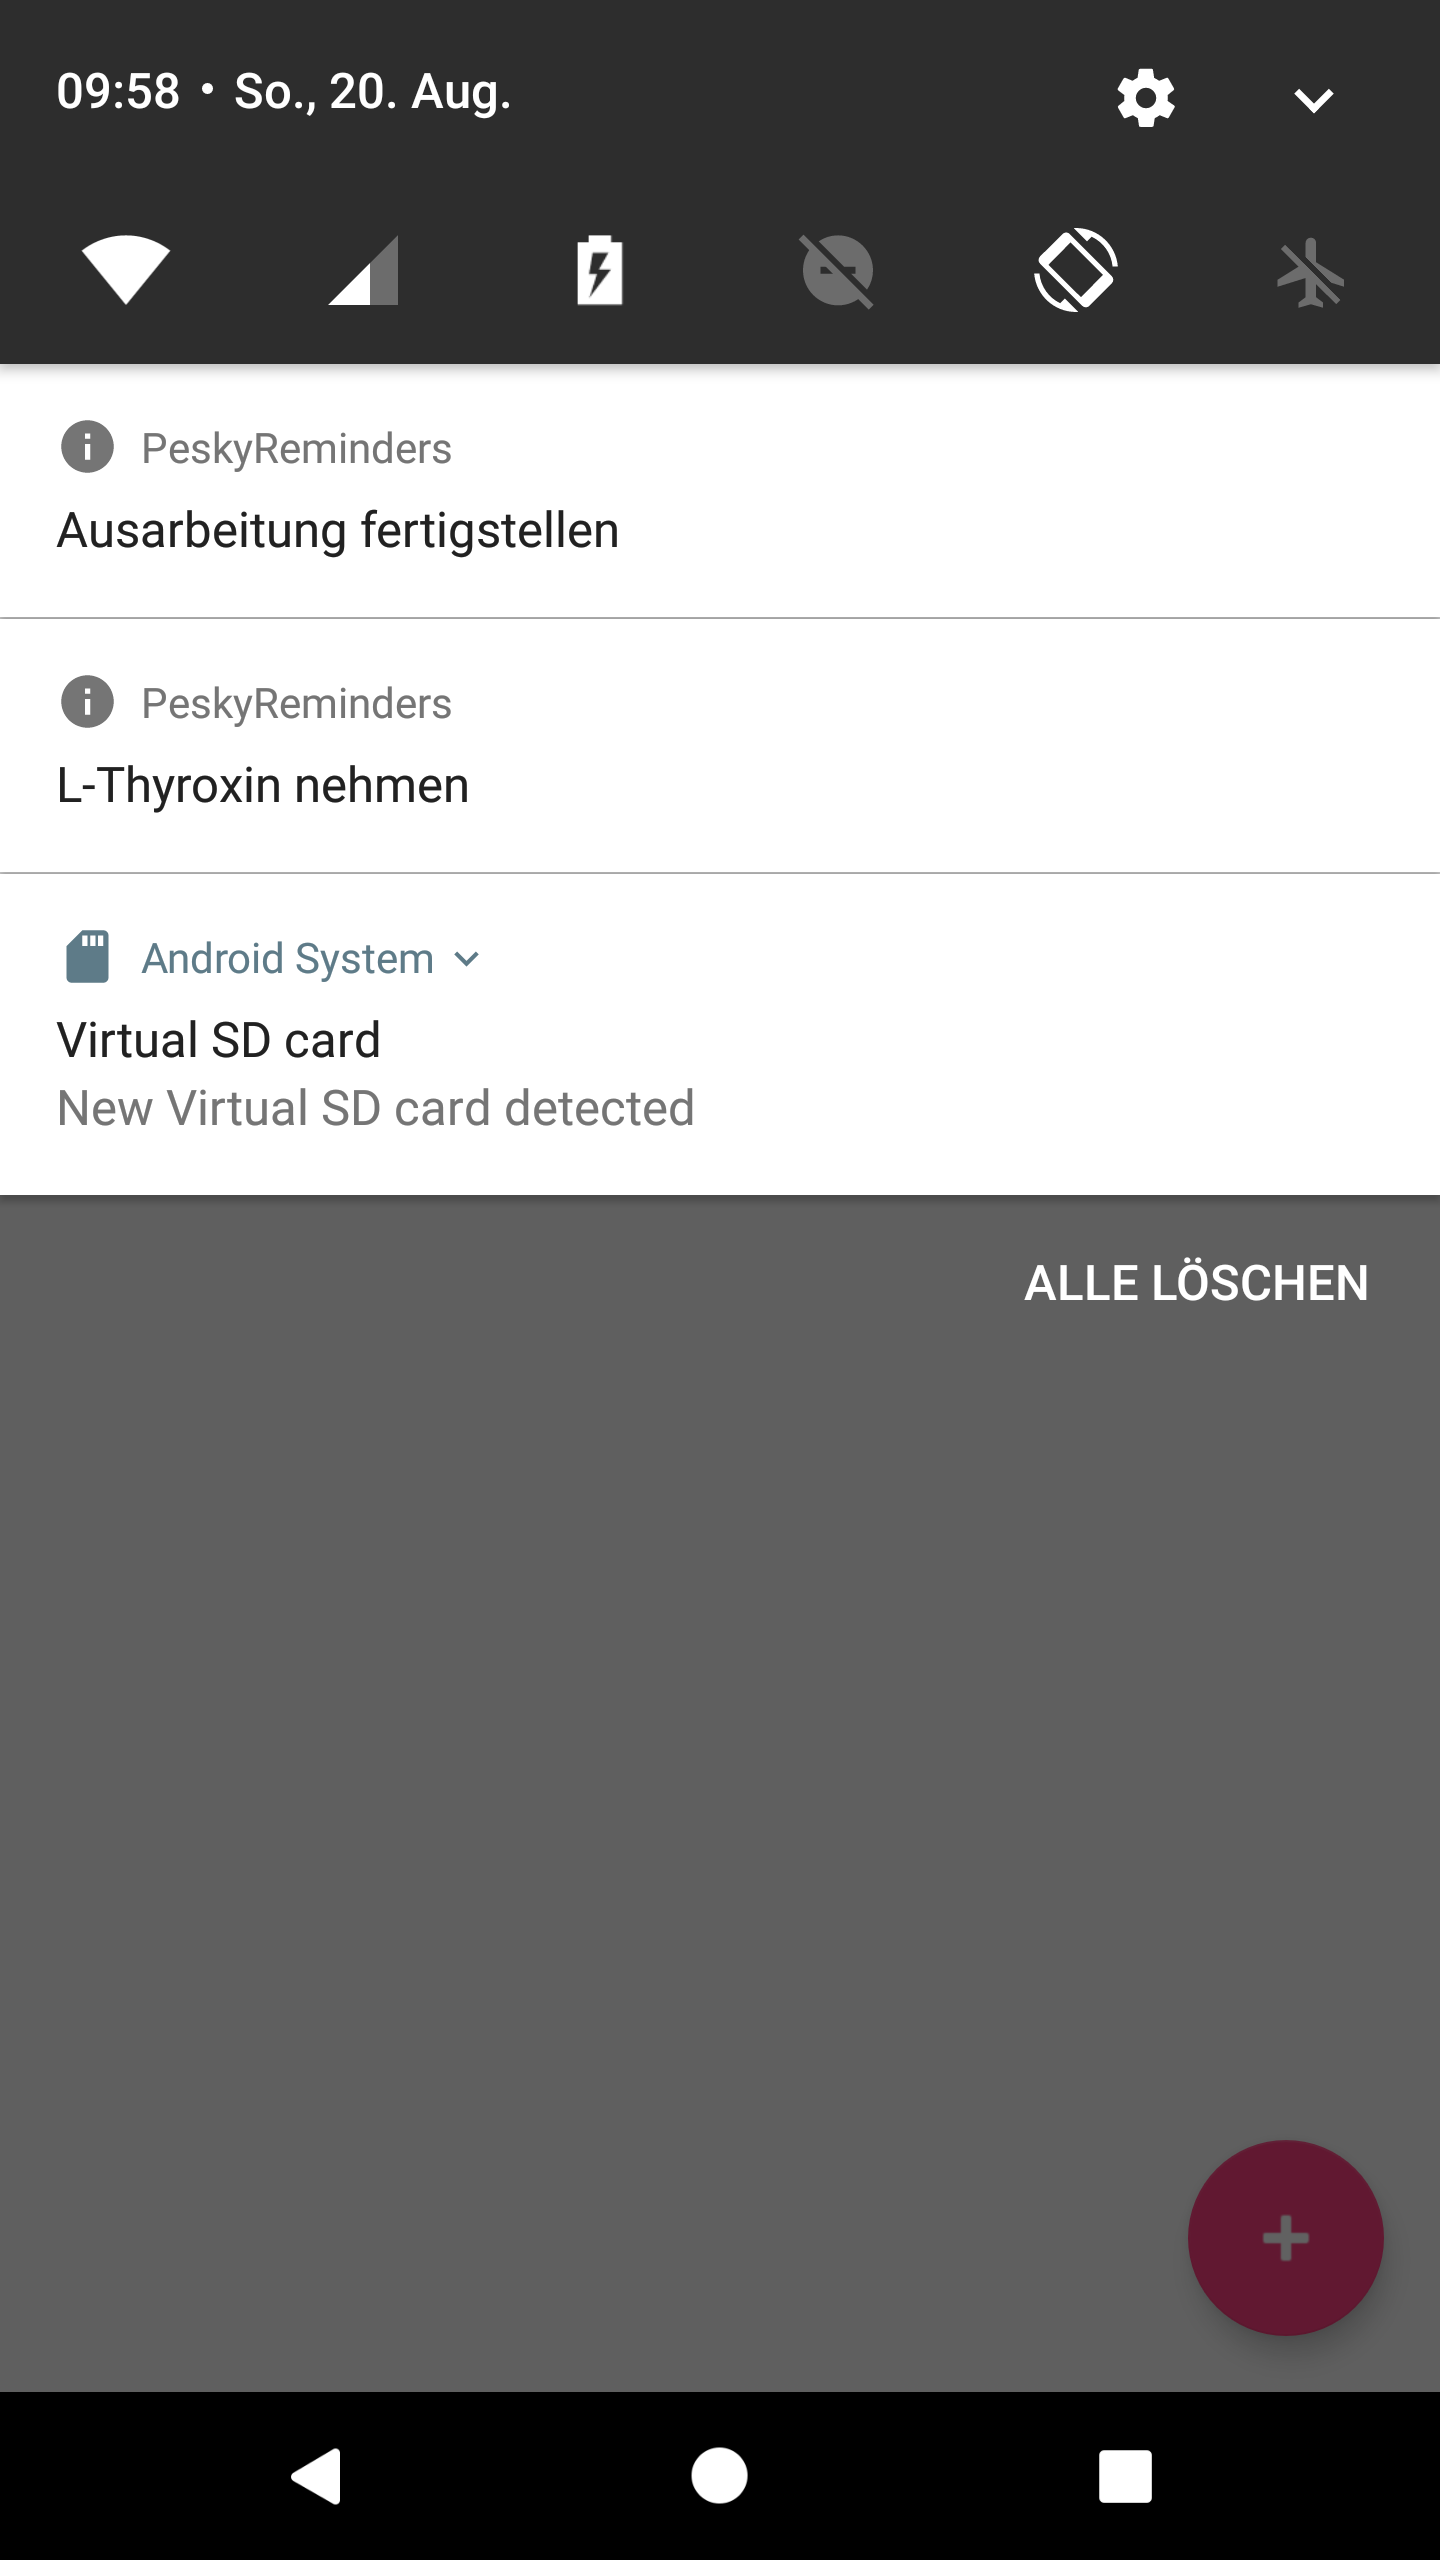 09:58 • So., 20. Aug.
PeskyReminders
Ausarbeitung fertigstellen
PeskyReminders
L-Thyroxin nehmen
Android System
Virtual SD card
New Virtual SD card detected
ALLE LÖSCHEN